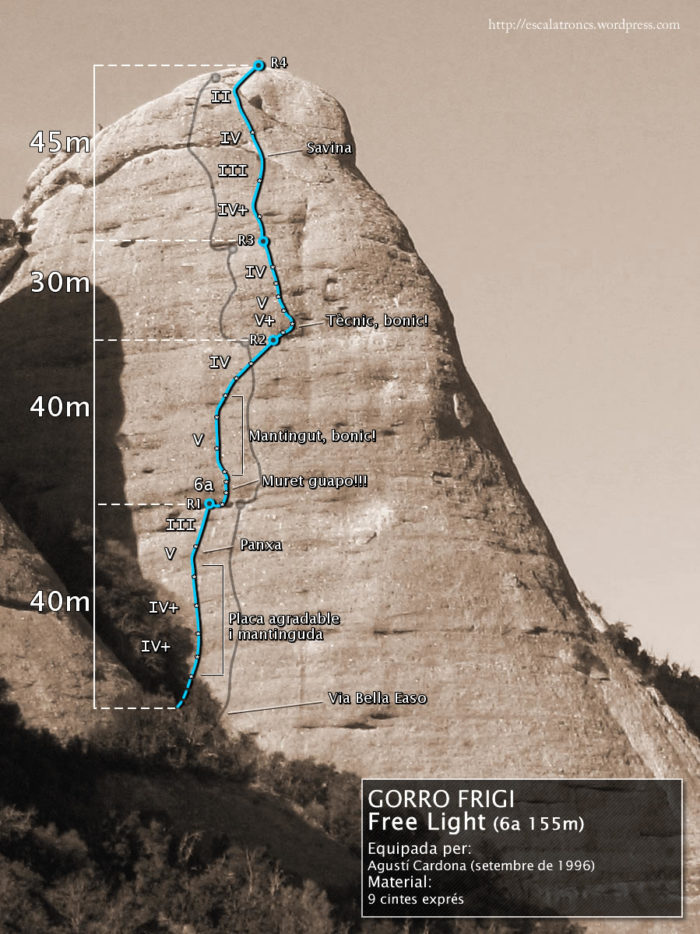 http://escalatroncs.wordpress.com
R4
II
45m
IV
Savina
III
IV+
R3
IV
30m
V
V+
Tècnic, bonic!
R2
IV
40m
V
Mantingut, bonic!
6a
Muret guapo!!!
R1
III
Panxa
V
40m
IV+
Placa agradable
i mantinguda
IV+
Via Bella Easo
GORRO FRIGI
Free Light (6a 155m)
Equipada per:
Agustí Cardona (setembre de 1996)
Material:
9 cintes exprés